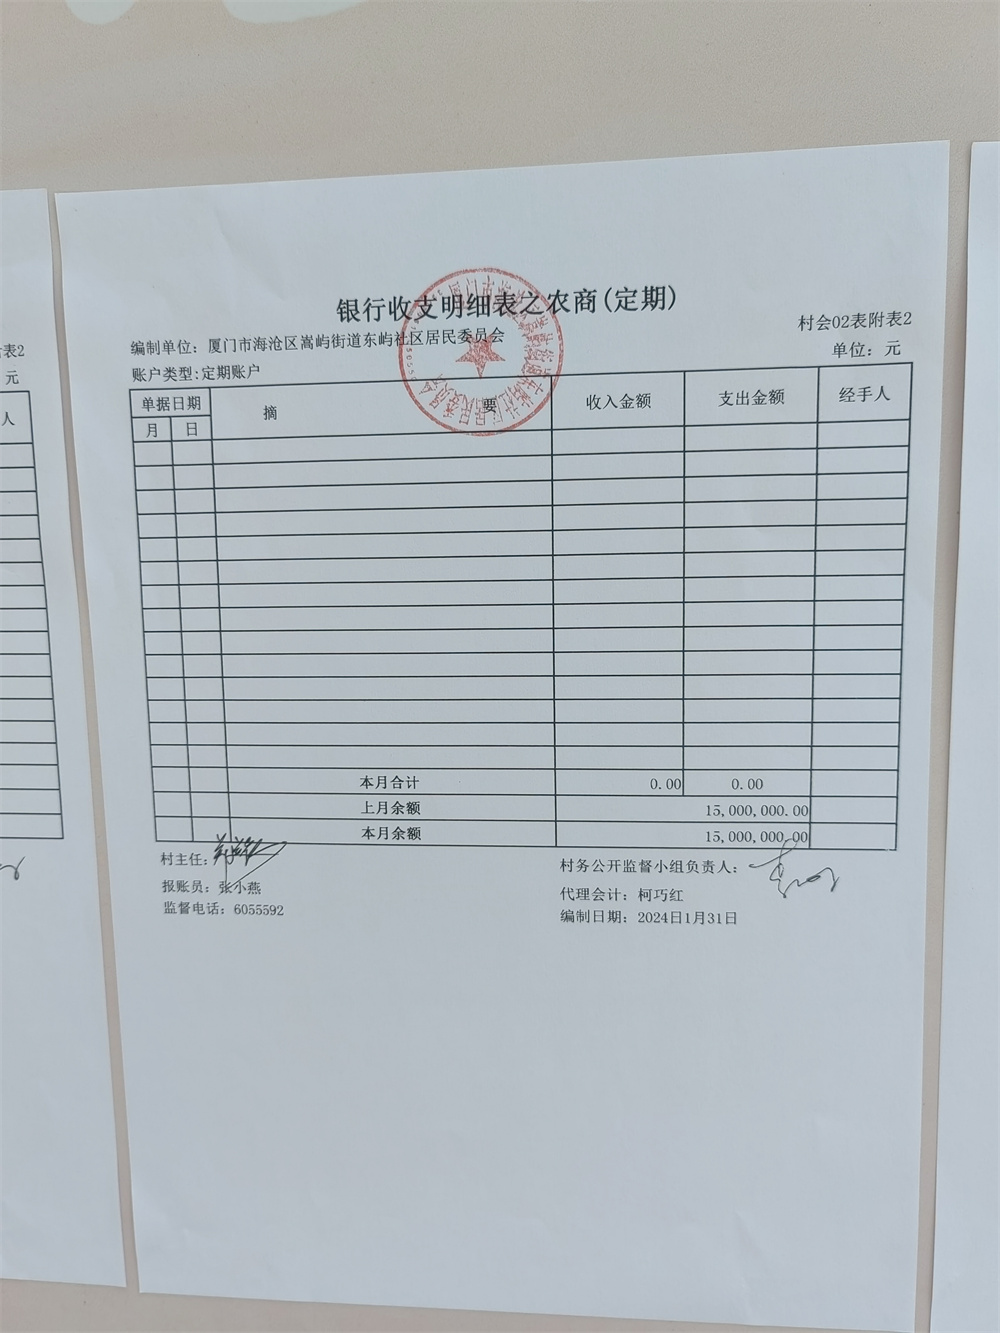 银行收支明细表之农商(定期)
村会02表附表2
编制单位：厦门市海沧区嵩屿街道东屿社区居民委员会
单位：元
账户类型:定期账户
单据日期 摘 要 收入金额 支出金额 经手人
月 日
本月合计 0.00 0.00
上月余额 15,000,000.00
本月余额 15,000,000.00
村主任：
村务公开监督小组负责人：
报账员：张小燕
代理会计：柯巧红
监督电话：6055592
编制日期：2024日1月31日
表2
元
人